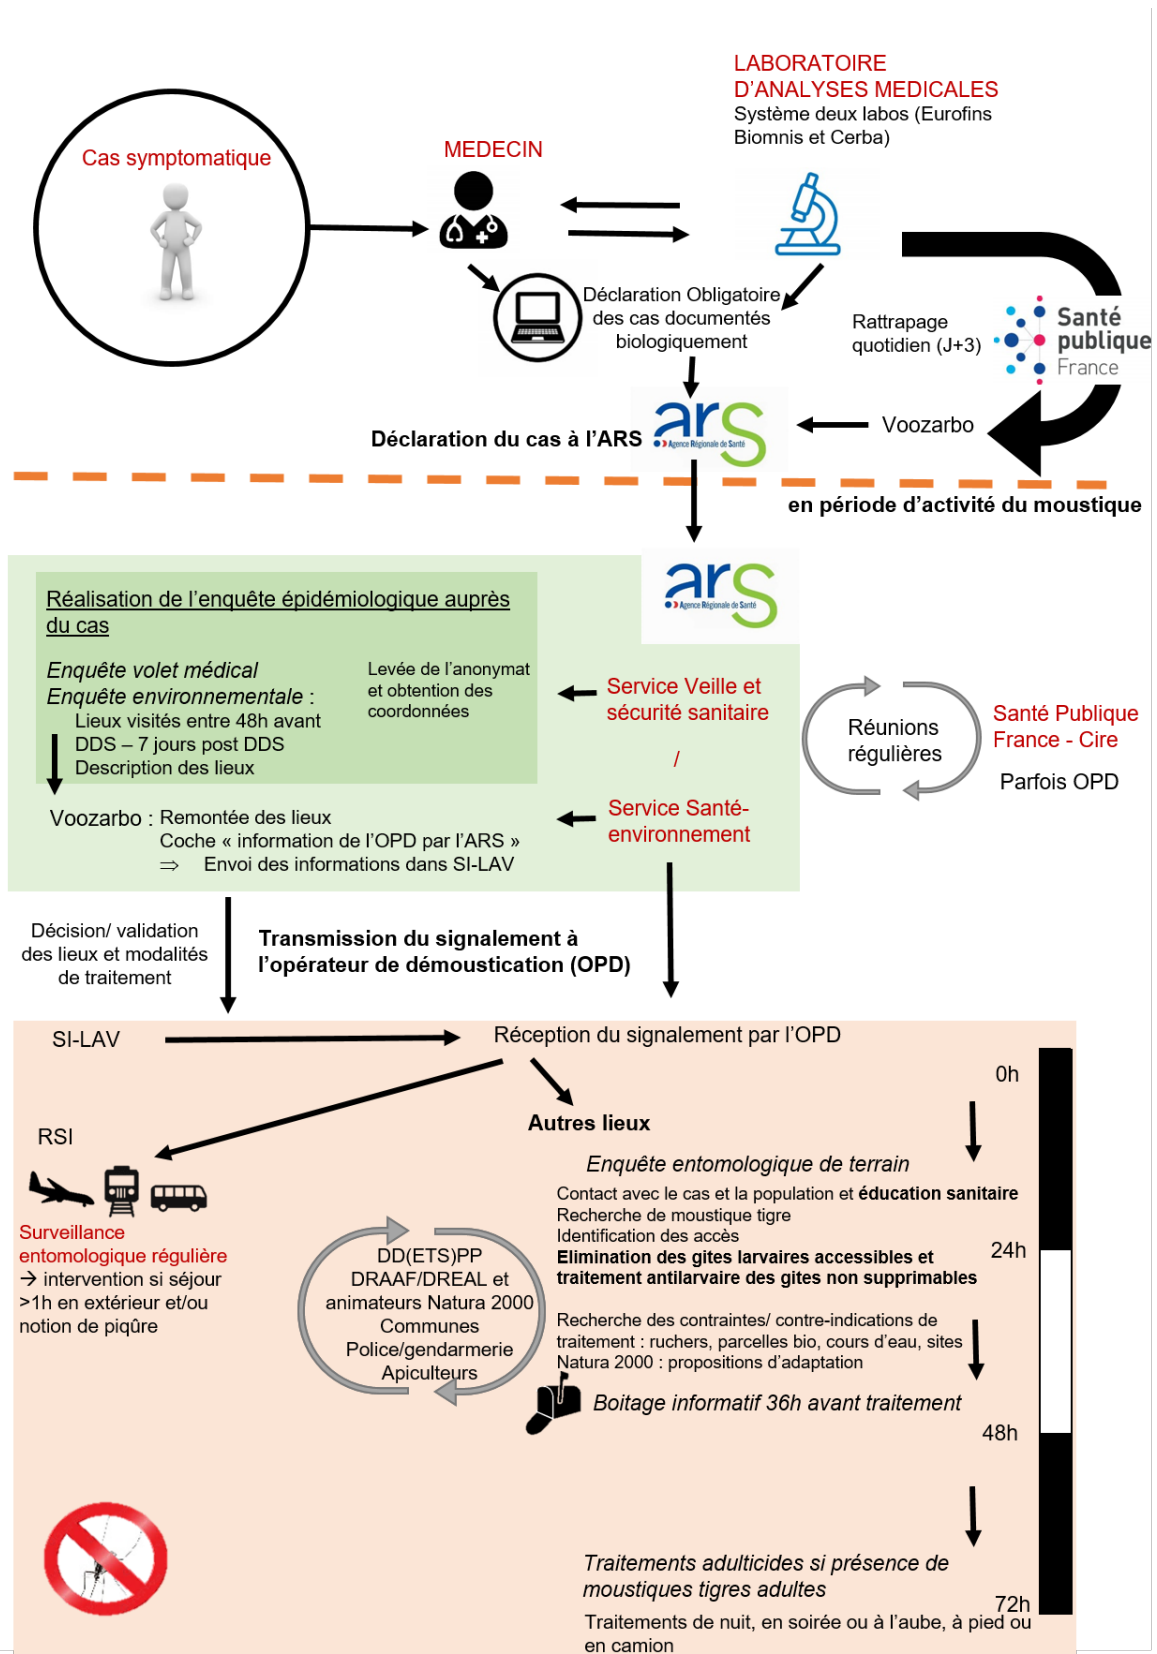 LABORATOIRE
D'ANALYSES MEDICALES
Système deux labos (Eurofins
Biomnis et Cerba)
Cas symptomatique
MEDECIN
Déclaration Obligatoire
des cas documentés
biologiquement
Rattrapage
quotidien (J+3)
Santé
publique
France
Voozarbo
Déclaration du cas à l'ARS
ars
Agence Régionale de Santé
en période d'activité du moustique
ars
Agence Régionale de Santé
Réalisation de l'enquête épidémiologique auprès
du cas
Enquête volet médical
Enquête environnementale :
Lieux visités entre 48h avant
DDS – 7 jours post DDS
Description des lieux
Levée de l'anonymat
et obtention des
coordonnées
Service Veille et
sécurité sanitaire
/
Service Santé-
environnement
Réunions
régulières
Santé Publique
France - Cire
Parfois OPD
Voozarbo : Remontée des lieux
Coche « information de l'OPD par l'ARS »
⇒ Envoi des informations dans SI-LAV
Décision/ validation
des lieux et modalités
de traitement
Transmission du signalement à
l'opérateur de démoustication (OPD)
SI-LAV
Réception du signalement par l'OPD
0h
Autres lieux
RSI
Enquête entomologique de terrain
Contact avec le cas et la population et éducation sanitaire
Recherche de moustique tigre
Identification des accès
Elimination des gites larvaires accessibles et
traitement antilarvaire des gites non supprimables
24h
Surveillance
entomologique régulière
→ intervention si séjour
>1h en extérieur et/ou
notion de piqûre
DD(ETS)PP
DRAAF/DREAL et
animateurs Natura 2000
Communes
Police/gendarmerie
Apiculteurs
Recherche des contraintes/ contre-indications de
traitement : ruchers, parcelles bio, cours d'eau, sites
Natura 2000 : propositions d'adaptation
Boitage informatif 36h avant traitement
48h
Traitements adulticides si présence de
moustiques tigres adultes
72h
Traitements de nuit, en soirée ou à l'aube, à pied ou
en camion